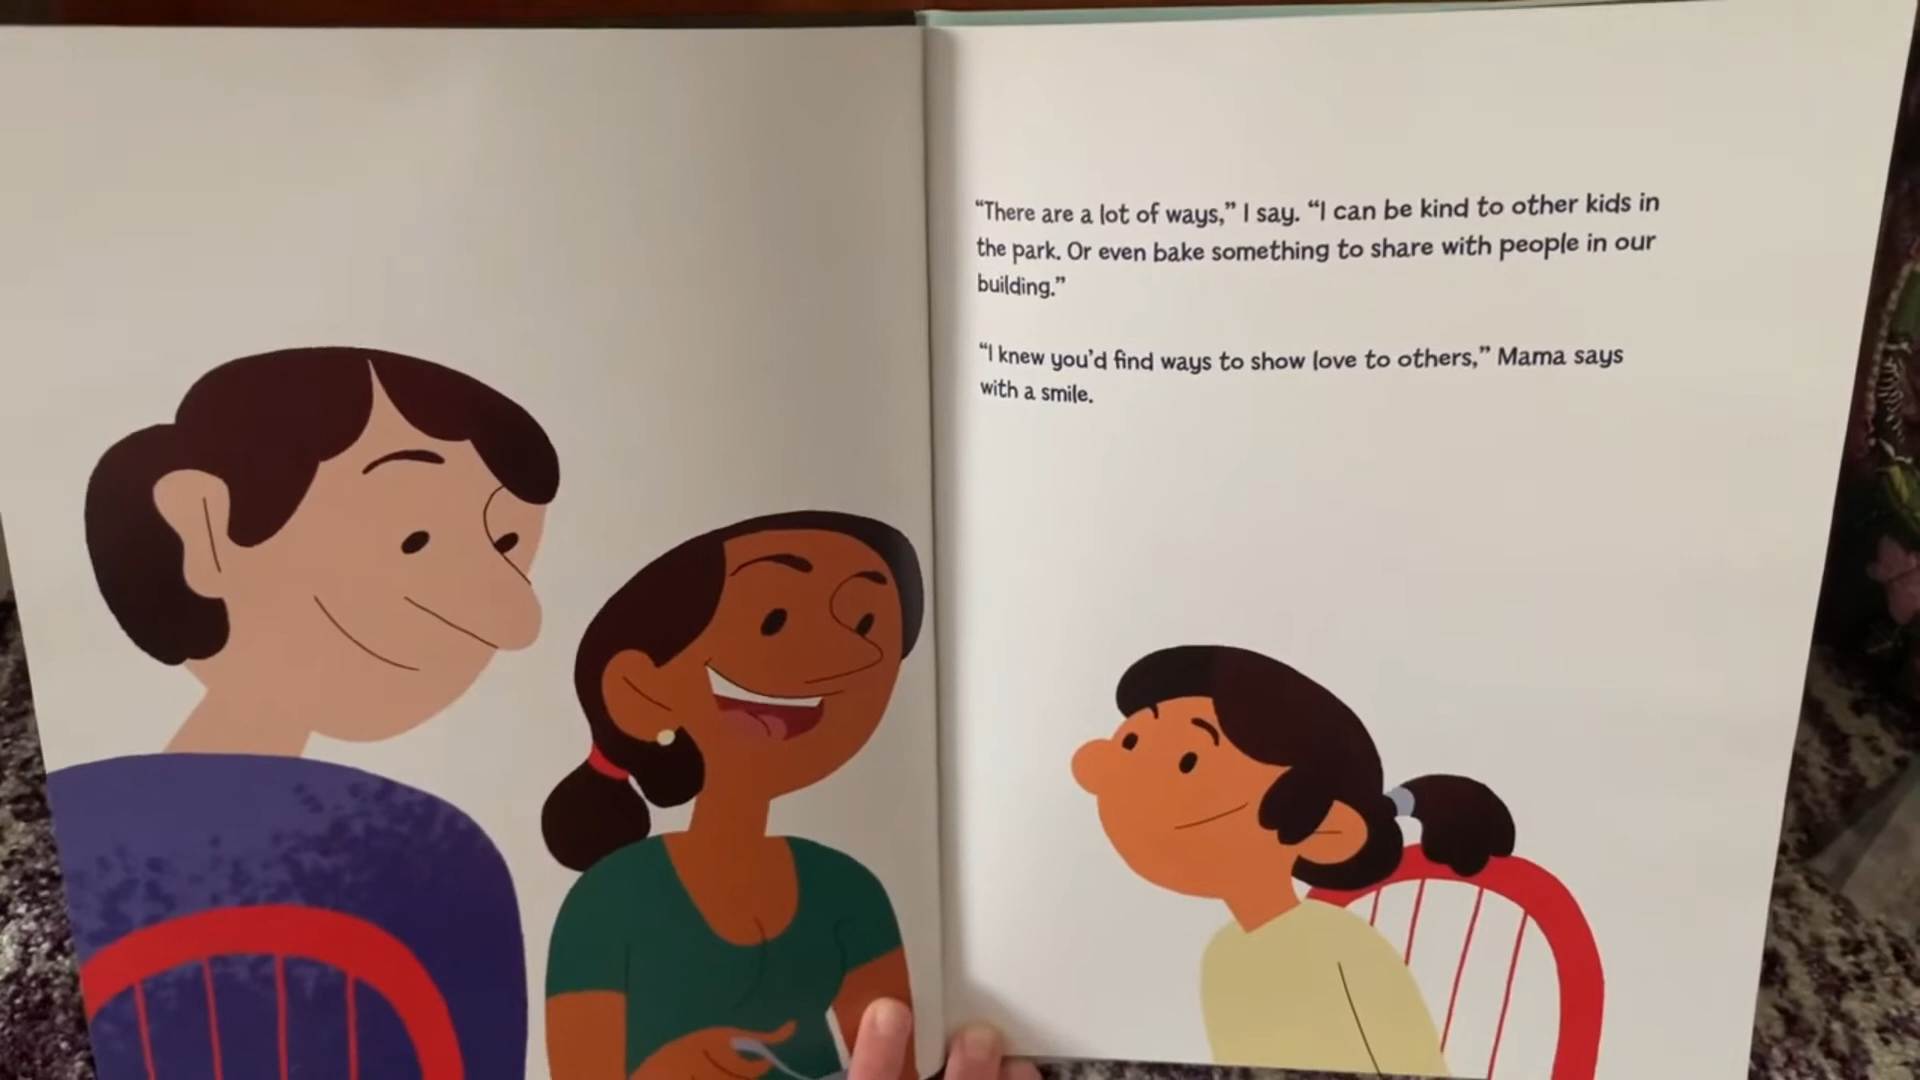 “There are a lot of ways,” I say. “I can be kind to other kids in
the park. Or even bake something to share with people in our
building.”
“I knew you’d find ways to show love to others,” Mama says
with a smile.